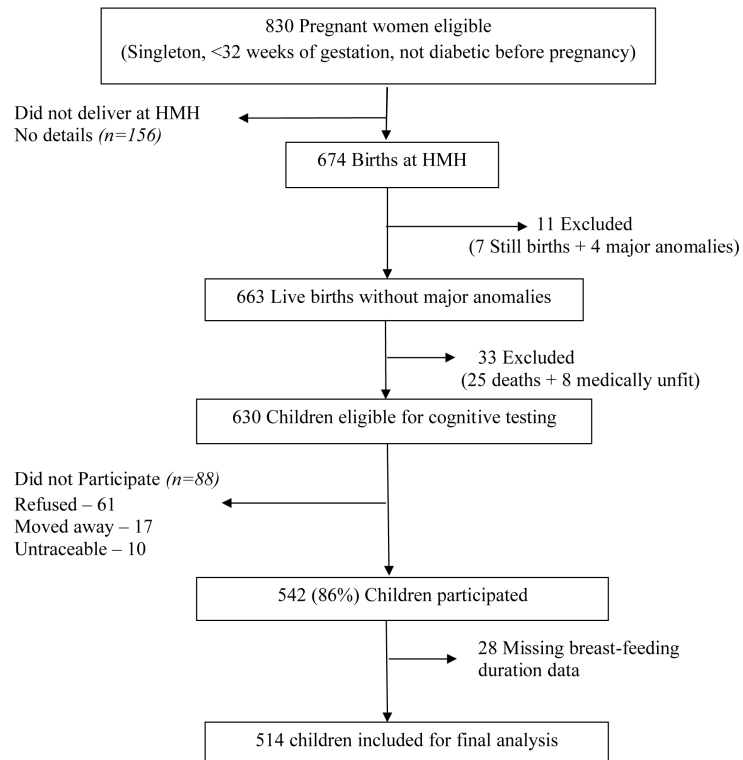 830 Pregnant women eligible
(Singleton, <32 weeks of gestation, not diabetic before pregnancy)
Did not deliver at HMH
No details (n=156)
674 Births at HMH
11 Excluded
(7 Still births + 4 major anomalies)
663 Live births without major anomalies
33 Excluded
(25 deaths + 8 medically unfit)
630 Children eligible for cognitive testing
Did not Participate (n=88)
Refused – 61
Moved away – 17
Untraceable – 10
542 (86%) Children participated
28 Missing breast-feeding
duration data
514 children included for final analysis